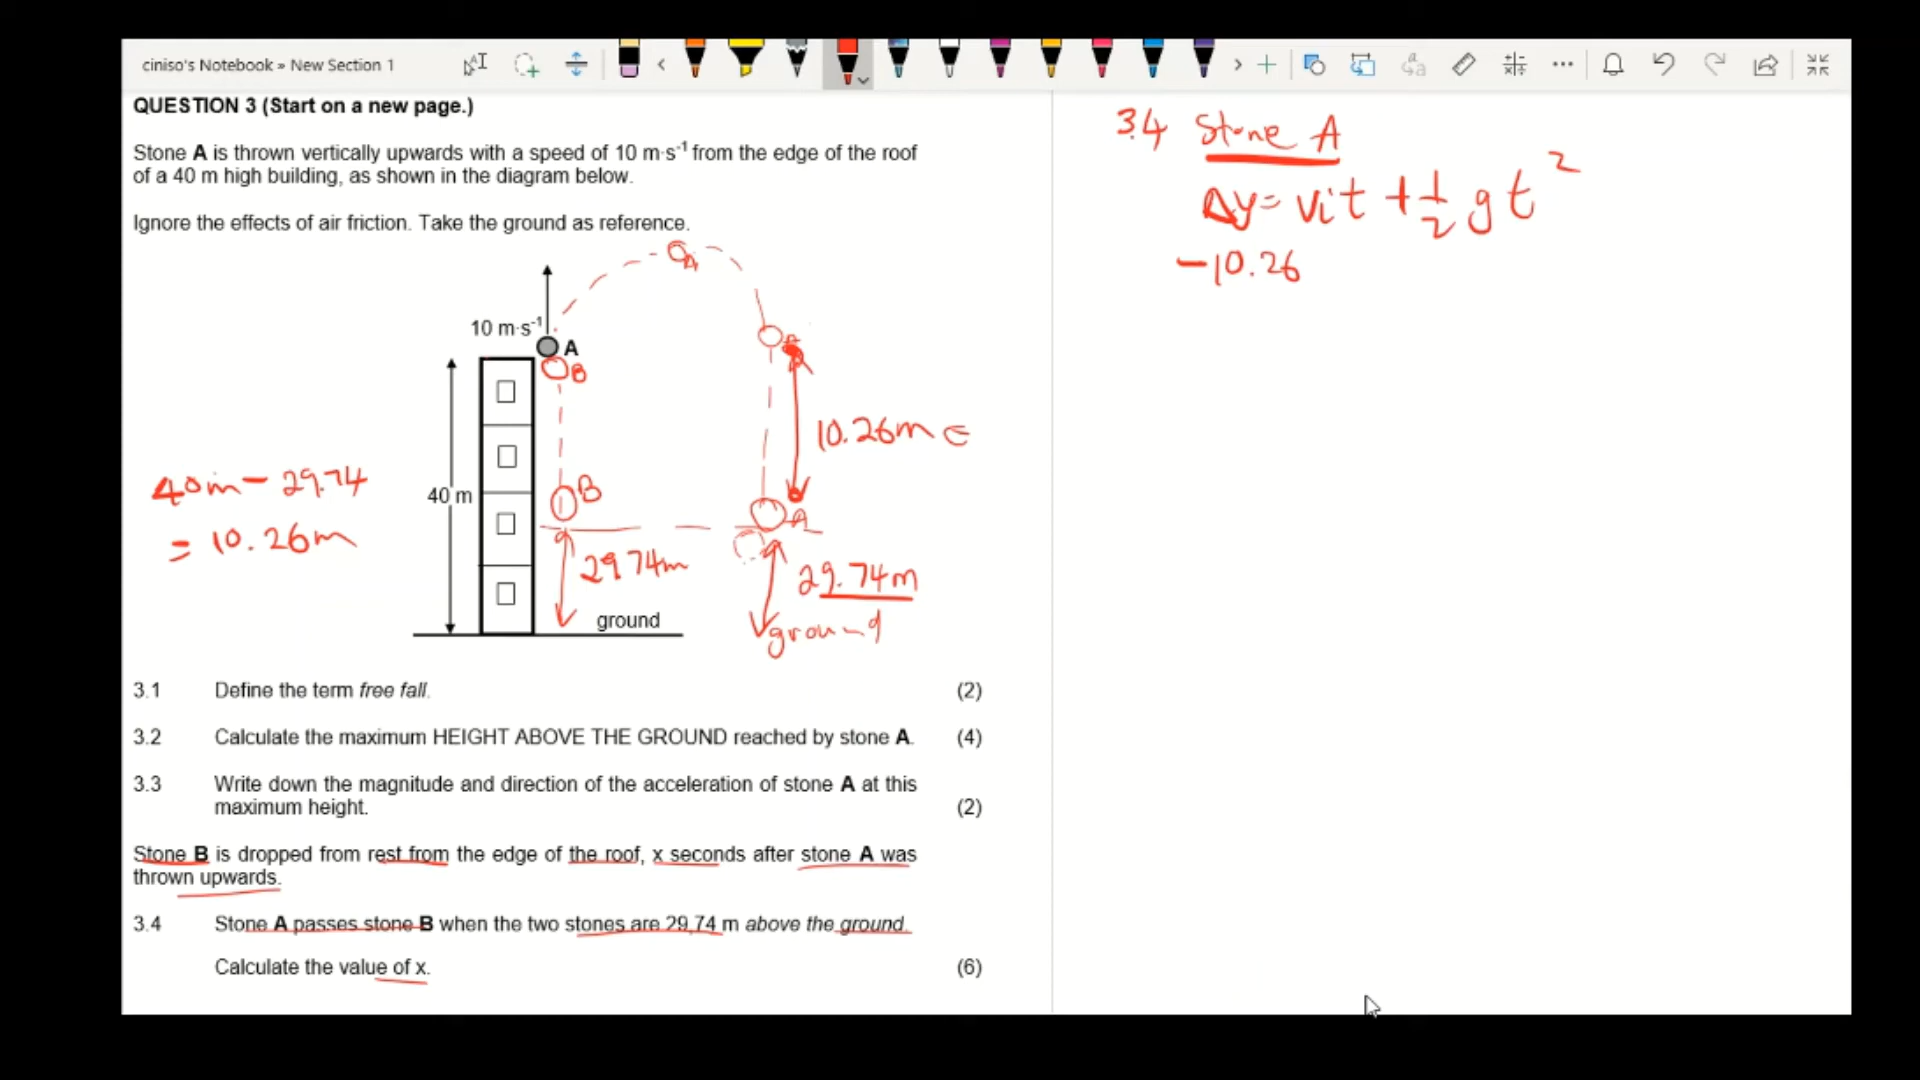 ciniso's Notebook » New Section 1
QUESTION 3 (Start on a new page.)
Stone A is thrown vertically upwards with a speed of 10 m·s-1 from the edge of the roof
of a 40 m high building, as shown in the diagram below.
Ignore the effects of air friction. Take the ground as reference.
A
10 m·s-1
A
B
40m - 29.74
= 10.26m
40 m
B
10.26m
A
29.74m
29.74m
ground
ground
3.1 Define the term free fall. (2)
3.2 Calculate the maximum HEIGHT ABOVE THE GROUND reached by stone A. (4)
3.3 Write down the magnitude and direction of the acceleration of stone A at this
maximum height. (2)
Stone B is dropped from rest from the edge of the roof, x seconds after stone A was
thrown upwards.
3.4 Stone A passes stone B when the two stones are 29,74 m above the ground.
Calculate the value of x. (6)
3.4 Stone A
Δy = vit + 1/2 gt2
-10.26